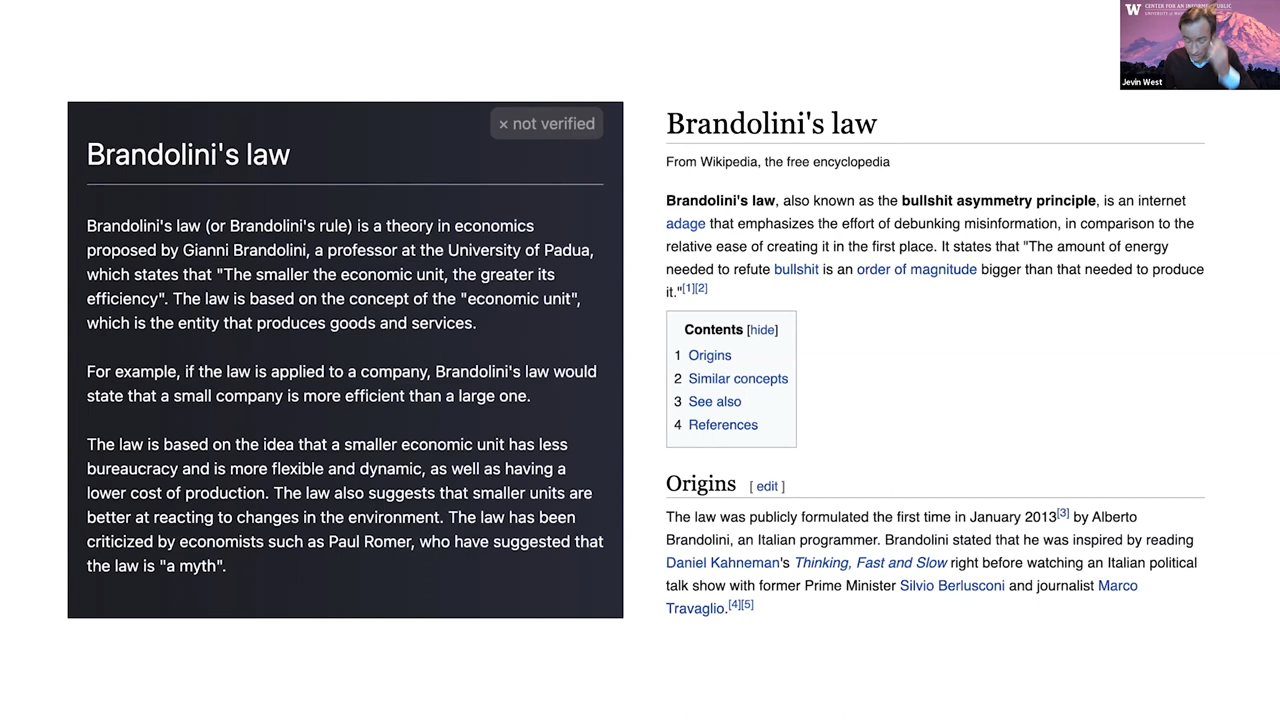 W CENTER FOR AN
Jevin West
× not verified
Brandolini's law
Brandolini's law (or Brandolini's rule) is a theory in economics
proposed by Gianni Brandolini, a professor at the University of Padua,
which states that "The smaller the economic unit, the greater its
efficiency". The law is based on the concept of the "economic unit",
which is the entity that produces goods and services.
For example, if the law is applied to a company, Brandolini's law would
state that a small company is more efficient than a large one.
The law is based on the idea that a smaller economic unit has less
bureaucracy and is more flexible and dynamic, as well as having a
lower cost of production. The law also suggests that smaller units are
better at reacting to changes in the environment. The law has been
criticized by economists such as Paul Romer, who have suggested that
the law is "a myth".
Brandolini's law
From Wikipedia, the free encyclopedia
Brandolini's law, also known as the bullshit asymmetry principle, is an internet
adage that emphasizes the effort of debunking misinformation, in comparison to the
relative ease of creating it in the first place. It states that "The amount of energy
needed to refute bullshit is an order of magnitude bigger than that needed to produce
it."[1][2]
Contents [hide]
1 Origins
2 Similar concepts
3 See also
4 References
Origins [ edit ]
The law was publicly formulated the first time in January 2013[3] by Alberto
Brandolini, an Italian programmer. Brandolini stated that he was inspired by reading
Daniel Kahneman's Thinking, Fast and Slow right before watching an Italian political
talk show with former Prime Minister Silvio Berlusconi and journalist Marco
Travaglio.[4][5]